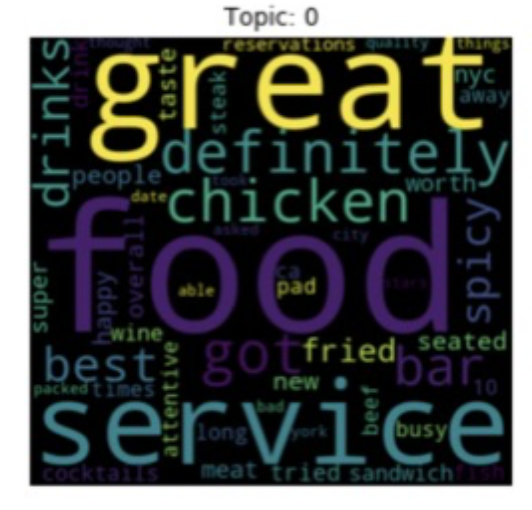 Topic: 0
thought reservations quality things
drinks drink great taste steak nyc
away
definitely
people took worth
date chicken
food overall asked city spicy
super happy able ca pad stars
wine got fried seated
best attentive new bar
packed times beef 10
service bad
long york busy
cocktails meat tried sandwich fish